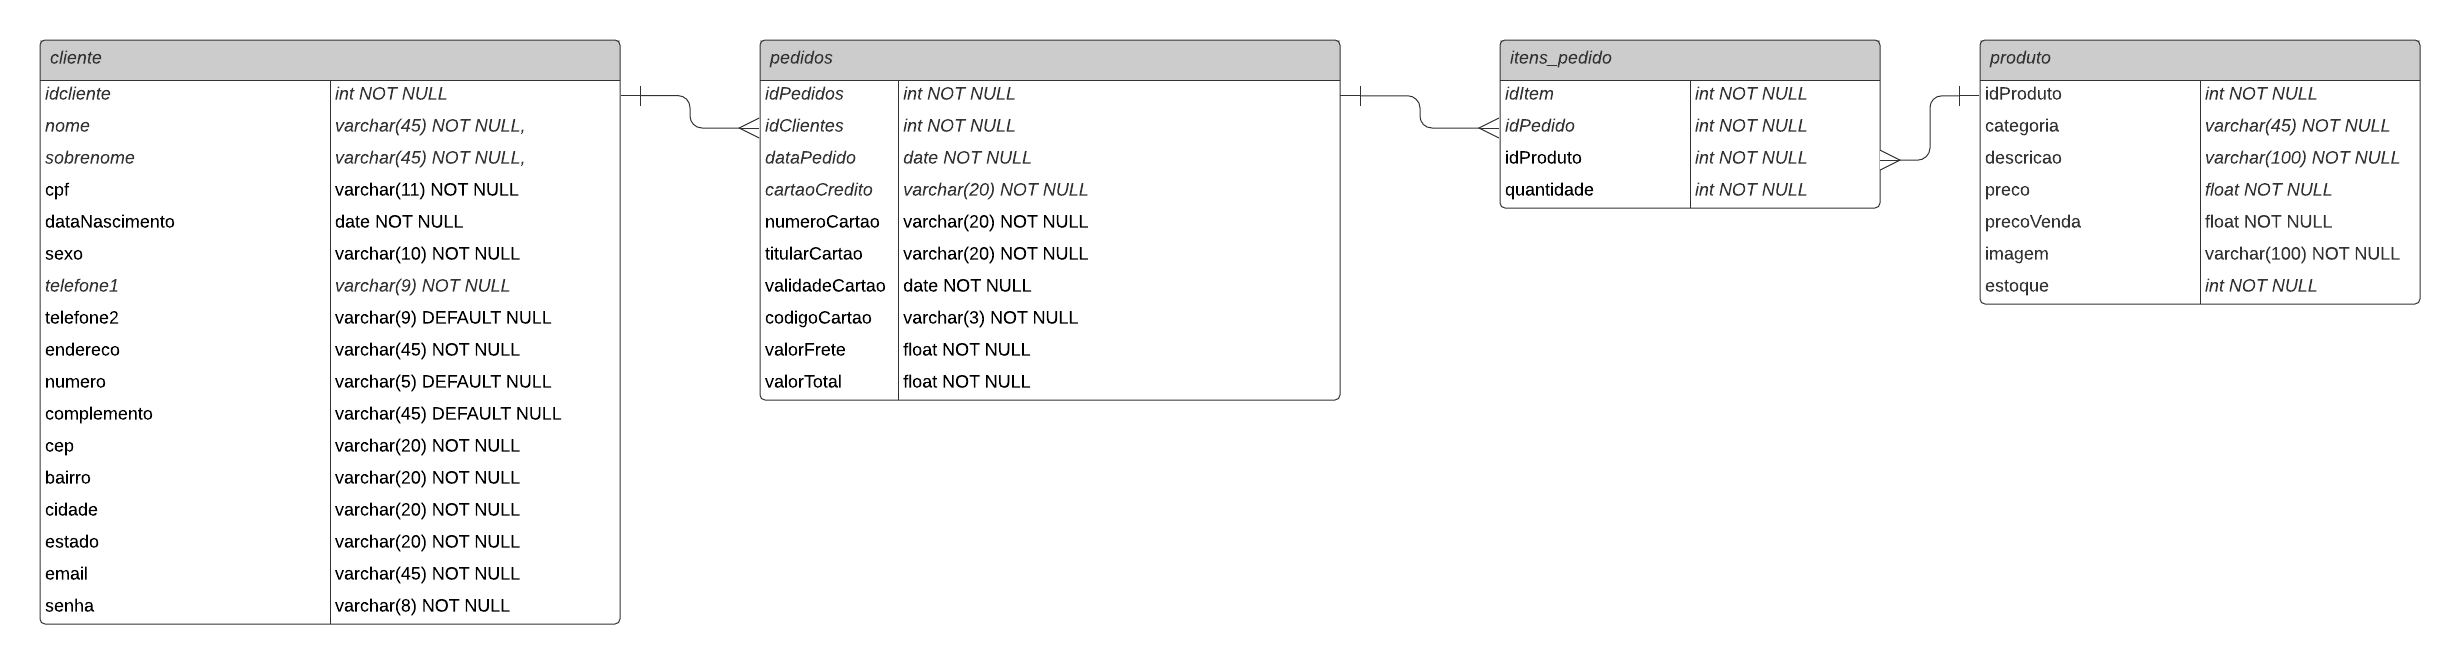 cliente
idcliente int NOT NULL
nome varchar(45) NOT NULL,
sobrenome varchar(45) NOT NULL,
cpf varchar(11) NOT NULL
dataNascimento date NOT NULL
sexo varchar(10) NOT NULL
telefone1 varchar(9) NOT NULL
telefone2 varchar(9) DEFAULT NULL
endereco varchar(45) NOT NULL
numero varchar(5) DEFAULT NULL
complemento varchar(45) DEFAULT NULL
cep varchar(20) NOT NULL
bairro varchar(20) NOT NULL
cidade varchar(20) NOT NULL
estado varchar(20) NOT NULL
email varchar(45) NOT NULL
senha varchar(8) NOT NULL
pedidos
idPedidos int NOT NULL
idClientes int NOT NULL
dataPedido date NOT NULL
cartaoCredito varchar(20) NOT NULL
numeroCartao varchar(20) NOT NULL
titularCartao varchar(20) NOT NULL
validadeCartao date NOT NULL
codigoCartao varchar(3) NOT NULL
valorFrete float NOT NULL
valorTotal float NOT NULL
itens_pedido
idItem int NOT NULL
idPedido int NOT NULL
idProduto int NOT NULL
quantidade int NOT NULL
produto
idProduto int NOT NULL
categoria varchar(45) NOT NULL
descricao varchar(100) NOT NULL
preco float NOT NULL
precoVenda float NOT NULL
imagem varchar(100) NOT NULL
estoque int NOT NULL